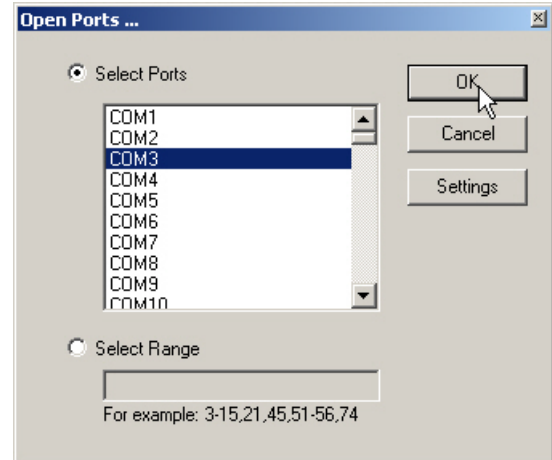 Open Ports ...
Select Ports
OK
COM1
COM2
Cancel
COM3
COM4
Settings
COM5
COM6
COM7
COM8
COM9
COM10
Select Range
For example: 3-15,21,45,51-56,74